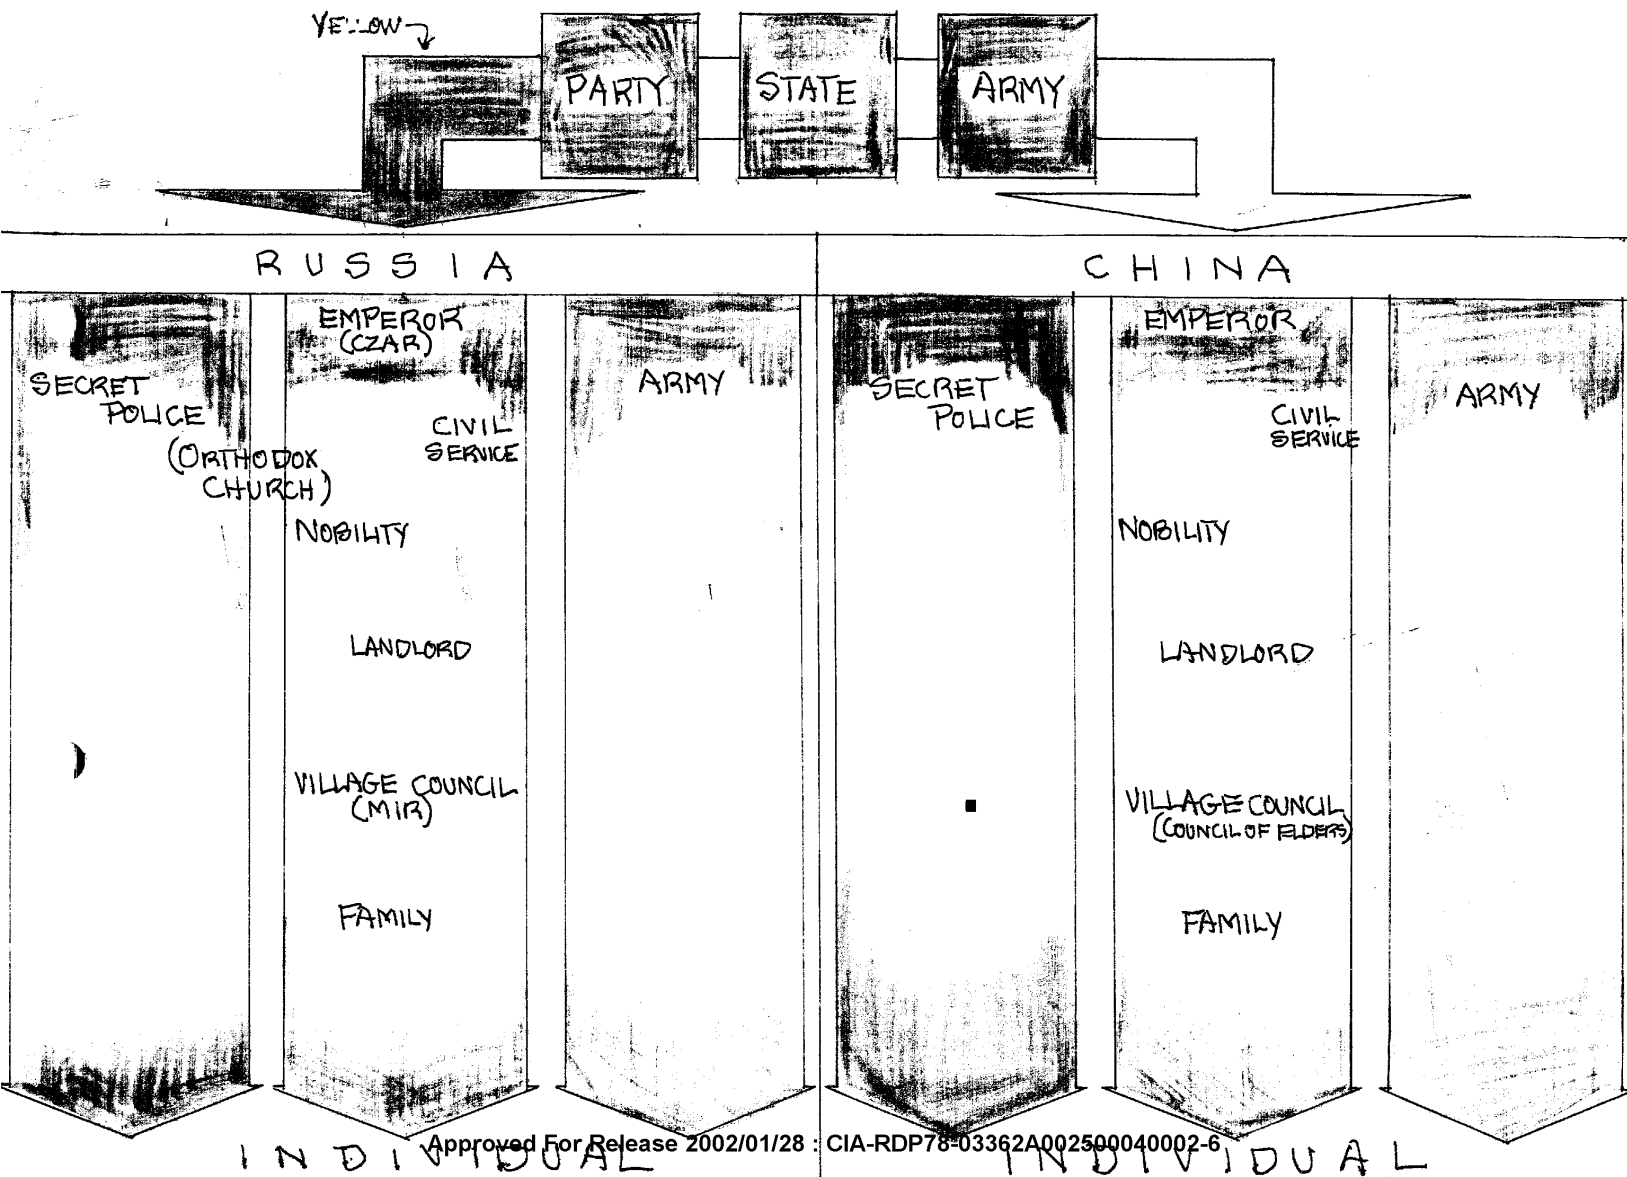 YELLOW
PARTY
STATE
ARMY
RUSSIA
SECRET
POLICE
(ORTHODOX
CHURCH)
EMPEROR
(CZAR)
CIVIL
SERVICE
NOBILITY
LANDLORD
VILLAGE COUNCIL
(MIR)
FAMILY
ARMY
INDIVIDUAL
CHINA
SECRET
POLICE
EMPEROR
CIVIL
SERVICE
NOBILITY
LANDLORD
VILLAGE COUNCIL
(COUNCIL OF ELDERS)
FAMILY
ARMY
INDIVIDUAL
Approved For Release 2002/01/28 : CIA-RDP78-03362A002500040002-6